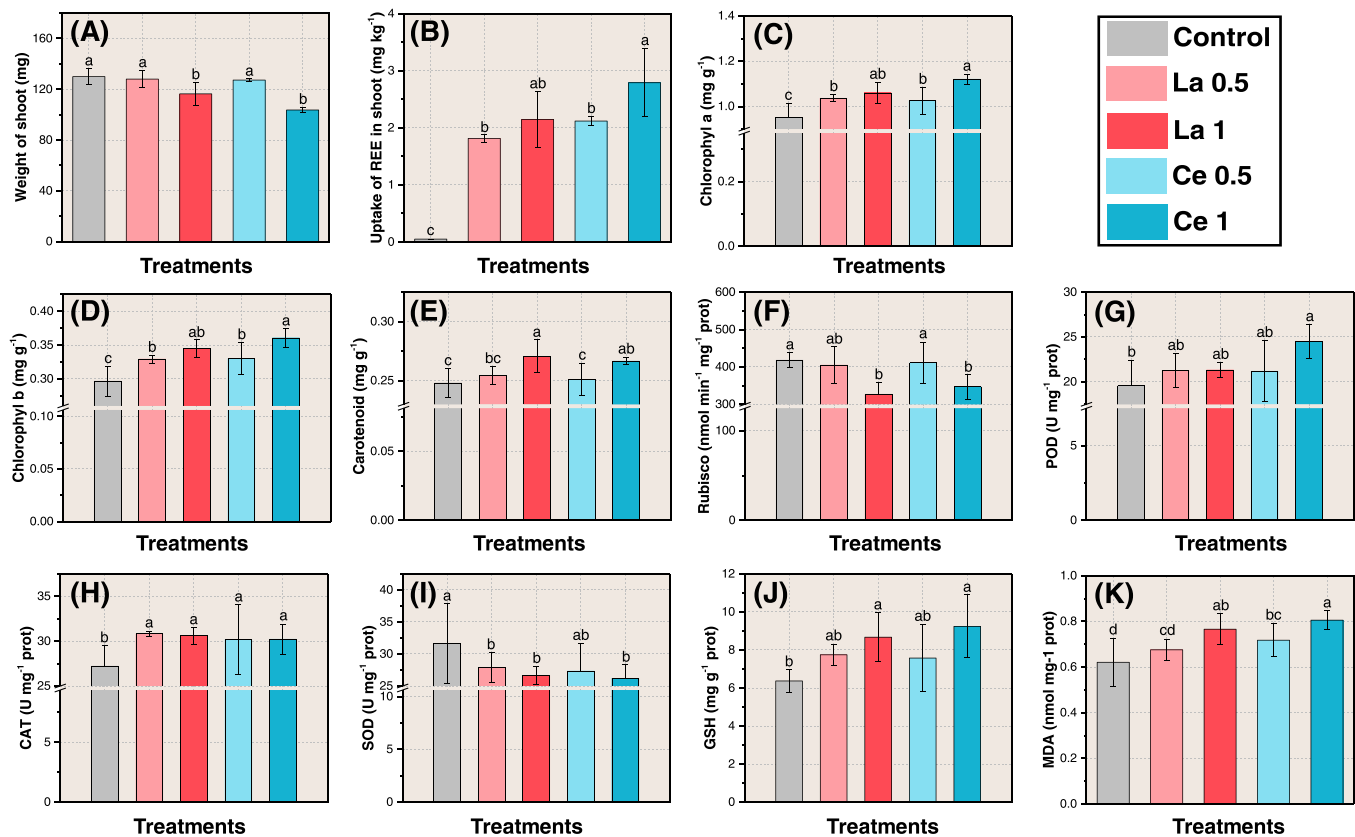 (A)
Weight of shoot (mg)
160
120
80
40
0
a
a
b
a
b
Treatments
(B)
Uptake of REE in shoot (mg kg⁻¹)
4
3
2
1
0
c
b
ab
b
a
Treatments
(C)
Chlorophyll a (mg g⁻¹)
1.4
1.2
1.0
0.2
0.0
c
b
ab
b
a
Treatments
Control
La 0.5
La 1
Ce 0.5
Ce 1
(D)
Chlorophyll b (mg g⁻¹)
0.40
0.35
0.30
0.10
0.05
0.00
c
b
ab
b
a
Treatments
(E)
Carotenoid (mg g⁻¹)
0.30
0.25
0.05
0.00
c
bc
a
c
ab
Treatments
(F)
Rubisco (nmol min⁻¹ mg⁻¹ prot)
600
500
400
300
100
0
a
ab
b
a
b
Treatments
(G)
POD (U mg⁻¹ prot)
30
25
20
5
0
b
ab
ab
ab
a
Treatments
(H)
CAT (U mg⁻¹ prot)
35
30
25
5
0
b
a
a
a
a
Treatments
(I)
SOD (U mg⁻¹ prot)
40
35
30
25
10
5
0
a
b
b
ab
b
Treatments
(J)
GSH (mg g⁻¹ prot)
12
10
8
6
4
2
0
b
ab
a
ab
a
Treatments
(K)
MDA (nmol mg-1 prot)
1.0
0.8
0.6
0.4
0.2
0.0
d
cd
ab
bc
a
Treatments